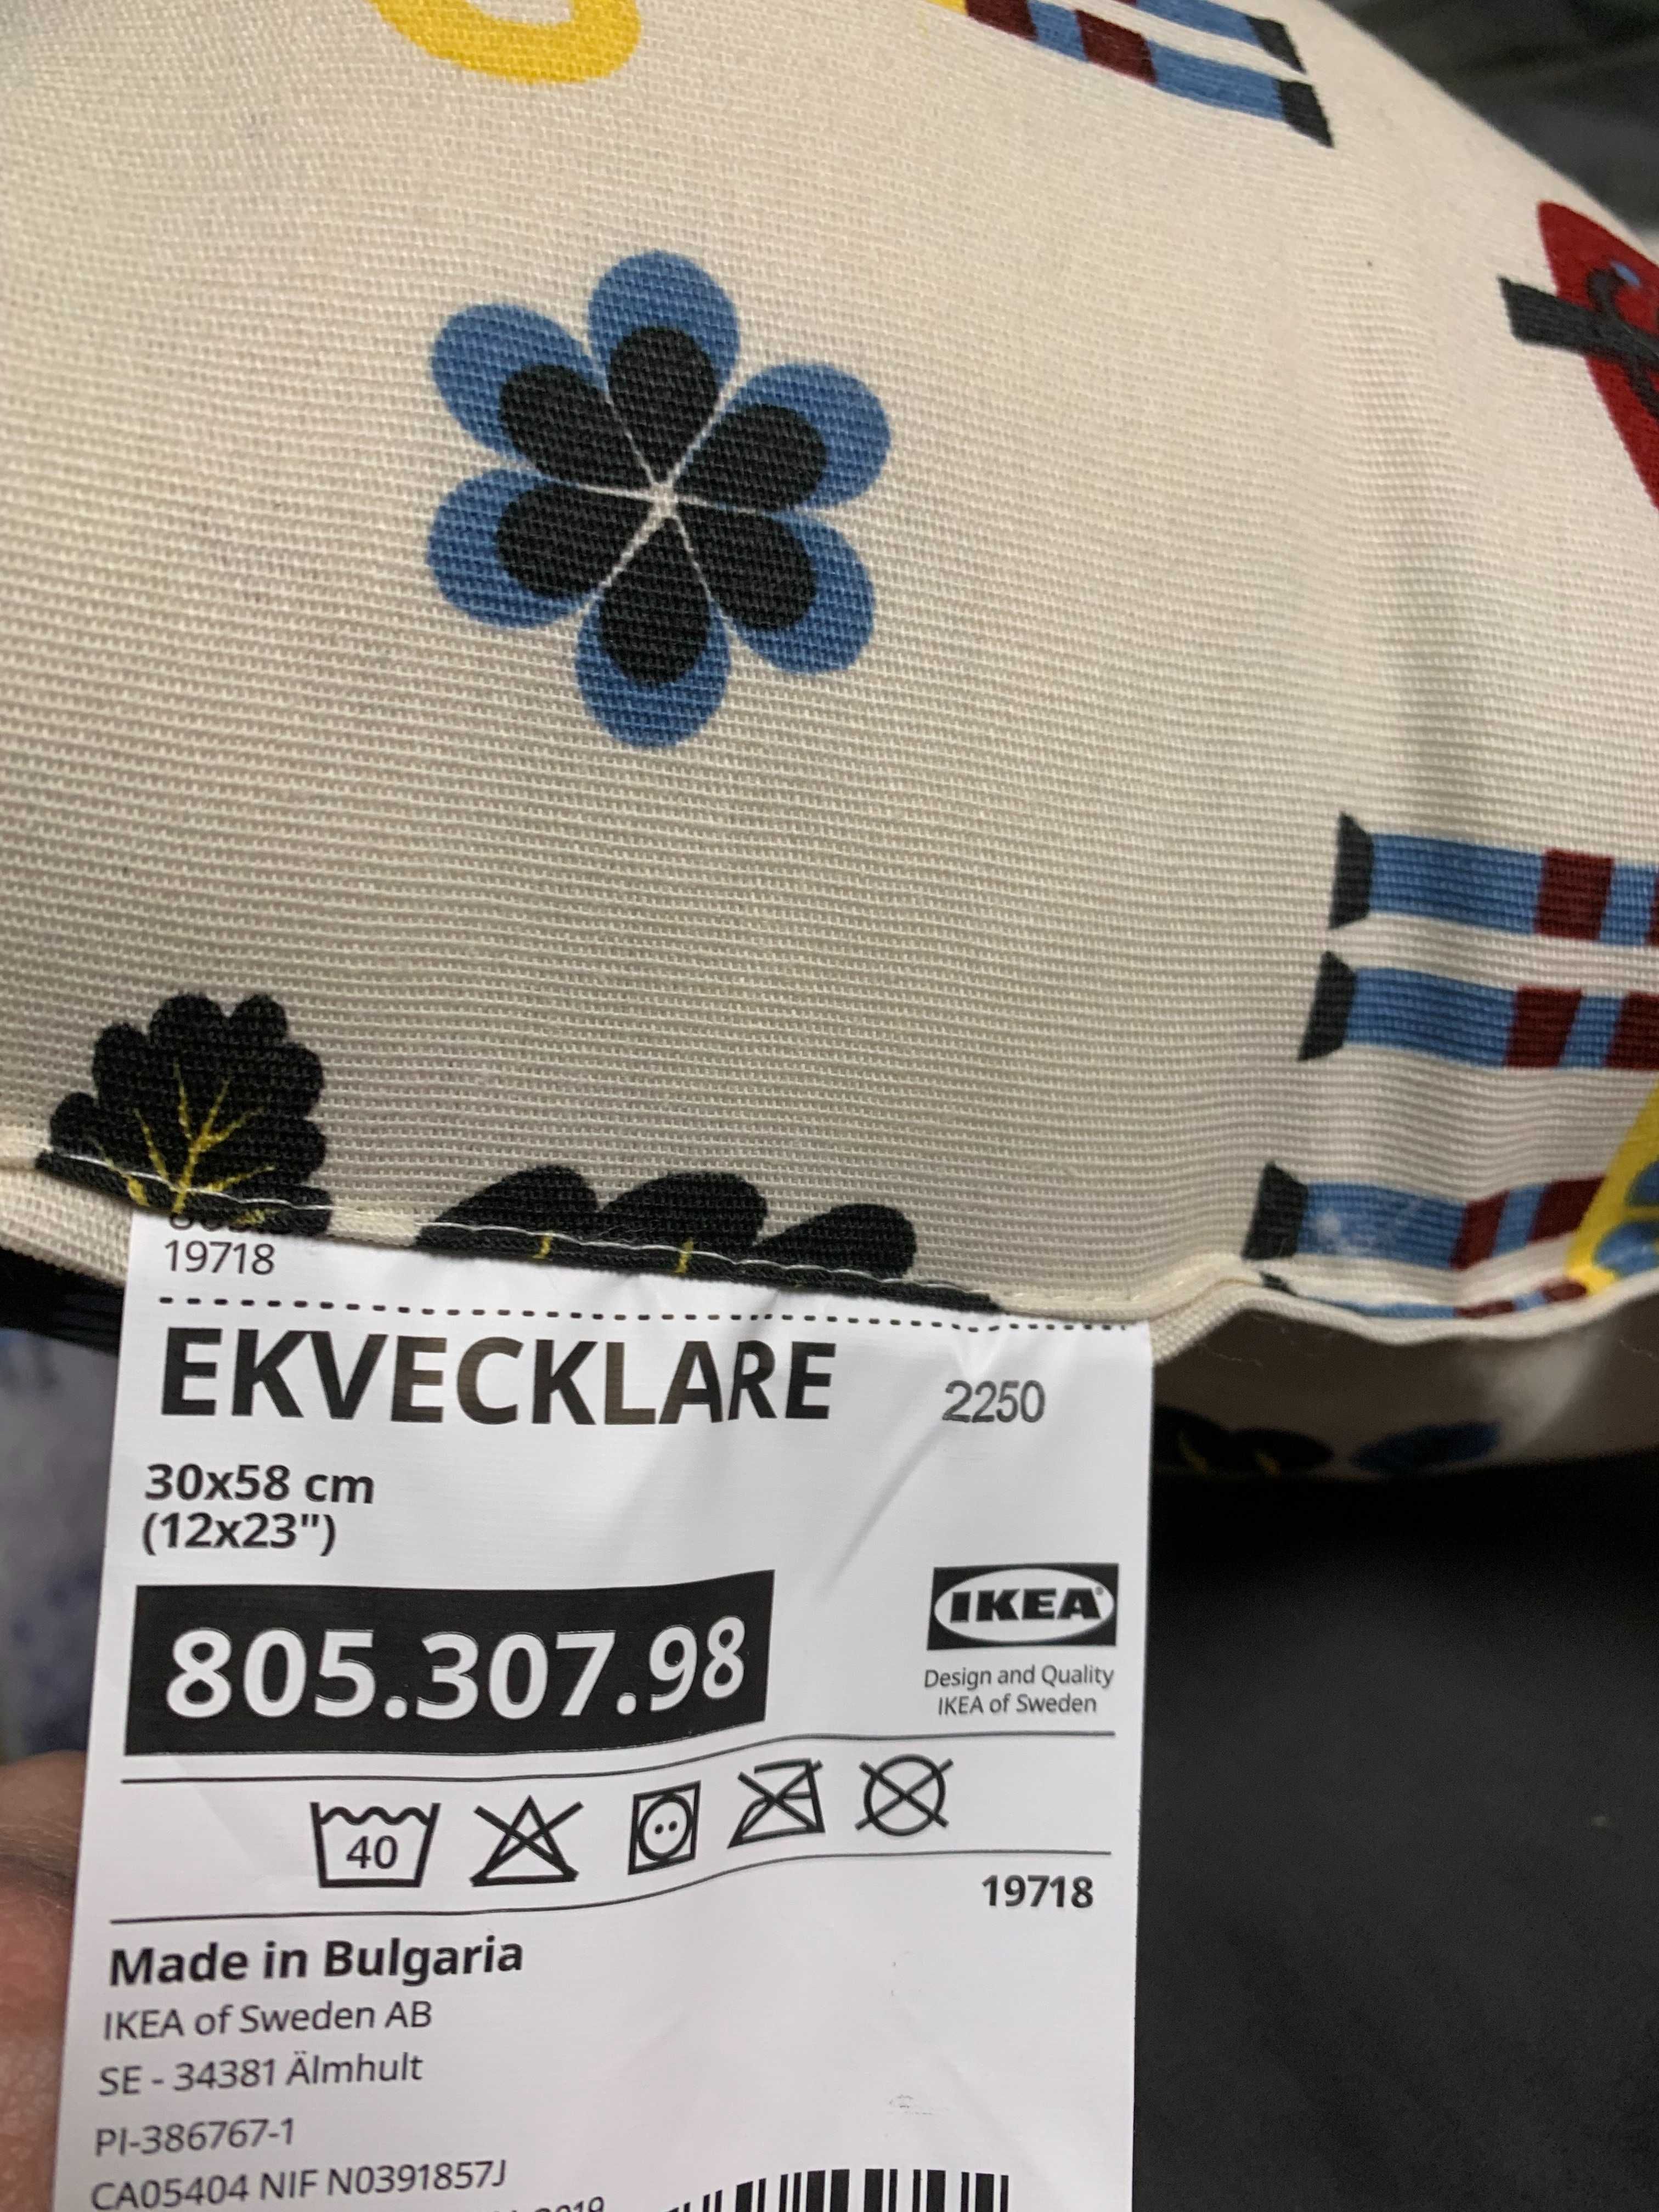 19718
EKVECKLARE 2250
30x58 cm
(12x23")
805.307.98
IKEA®
Design and Quality
IKEA of Sweden
40
19718
Made in Bulgaria
IKEA of Sweden AB
SE - 34381 Älmhult
PI-386767-1
CA05404 NIF N0391857J